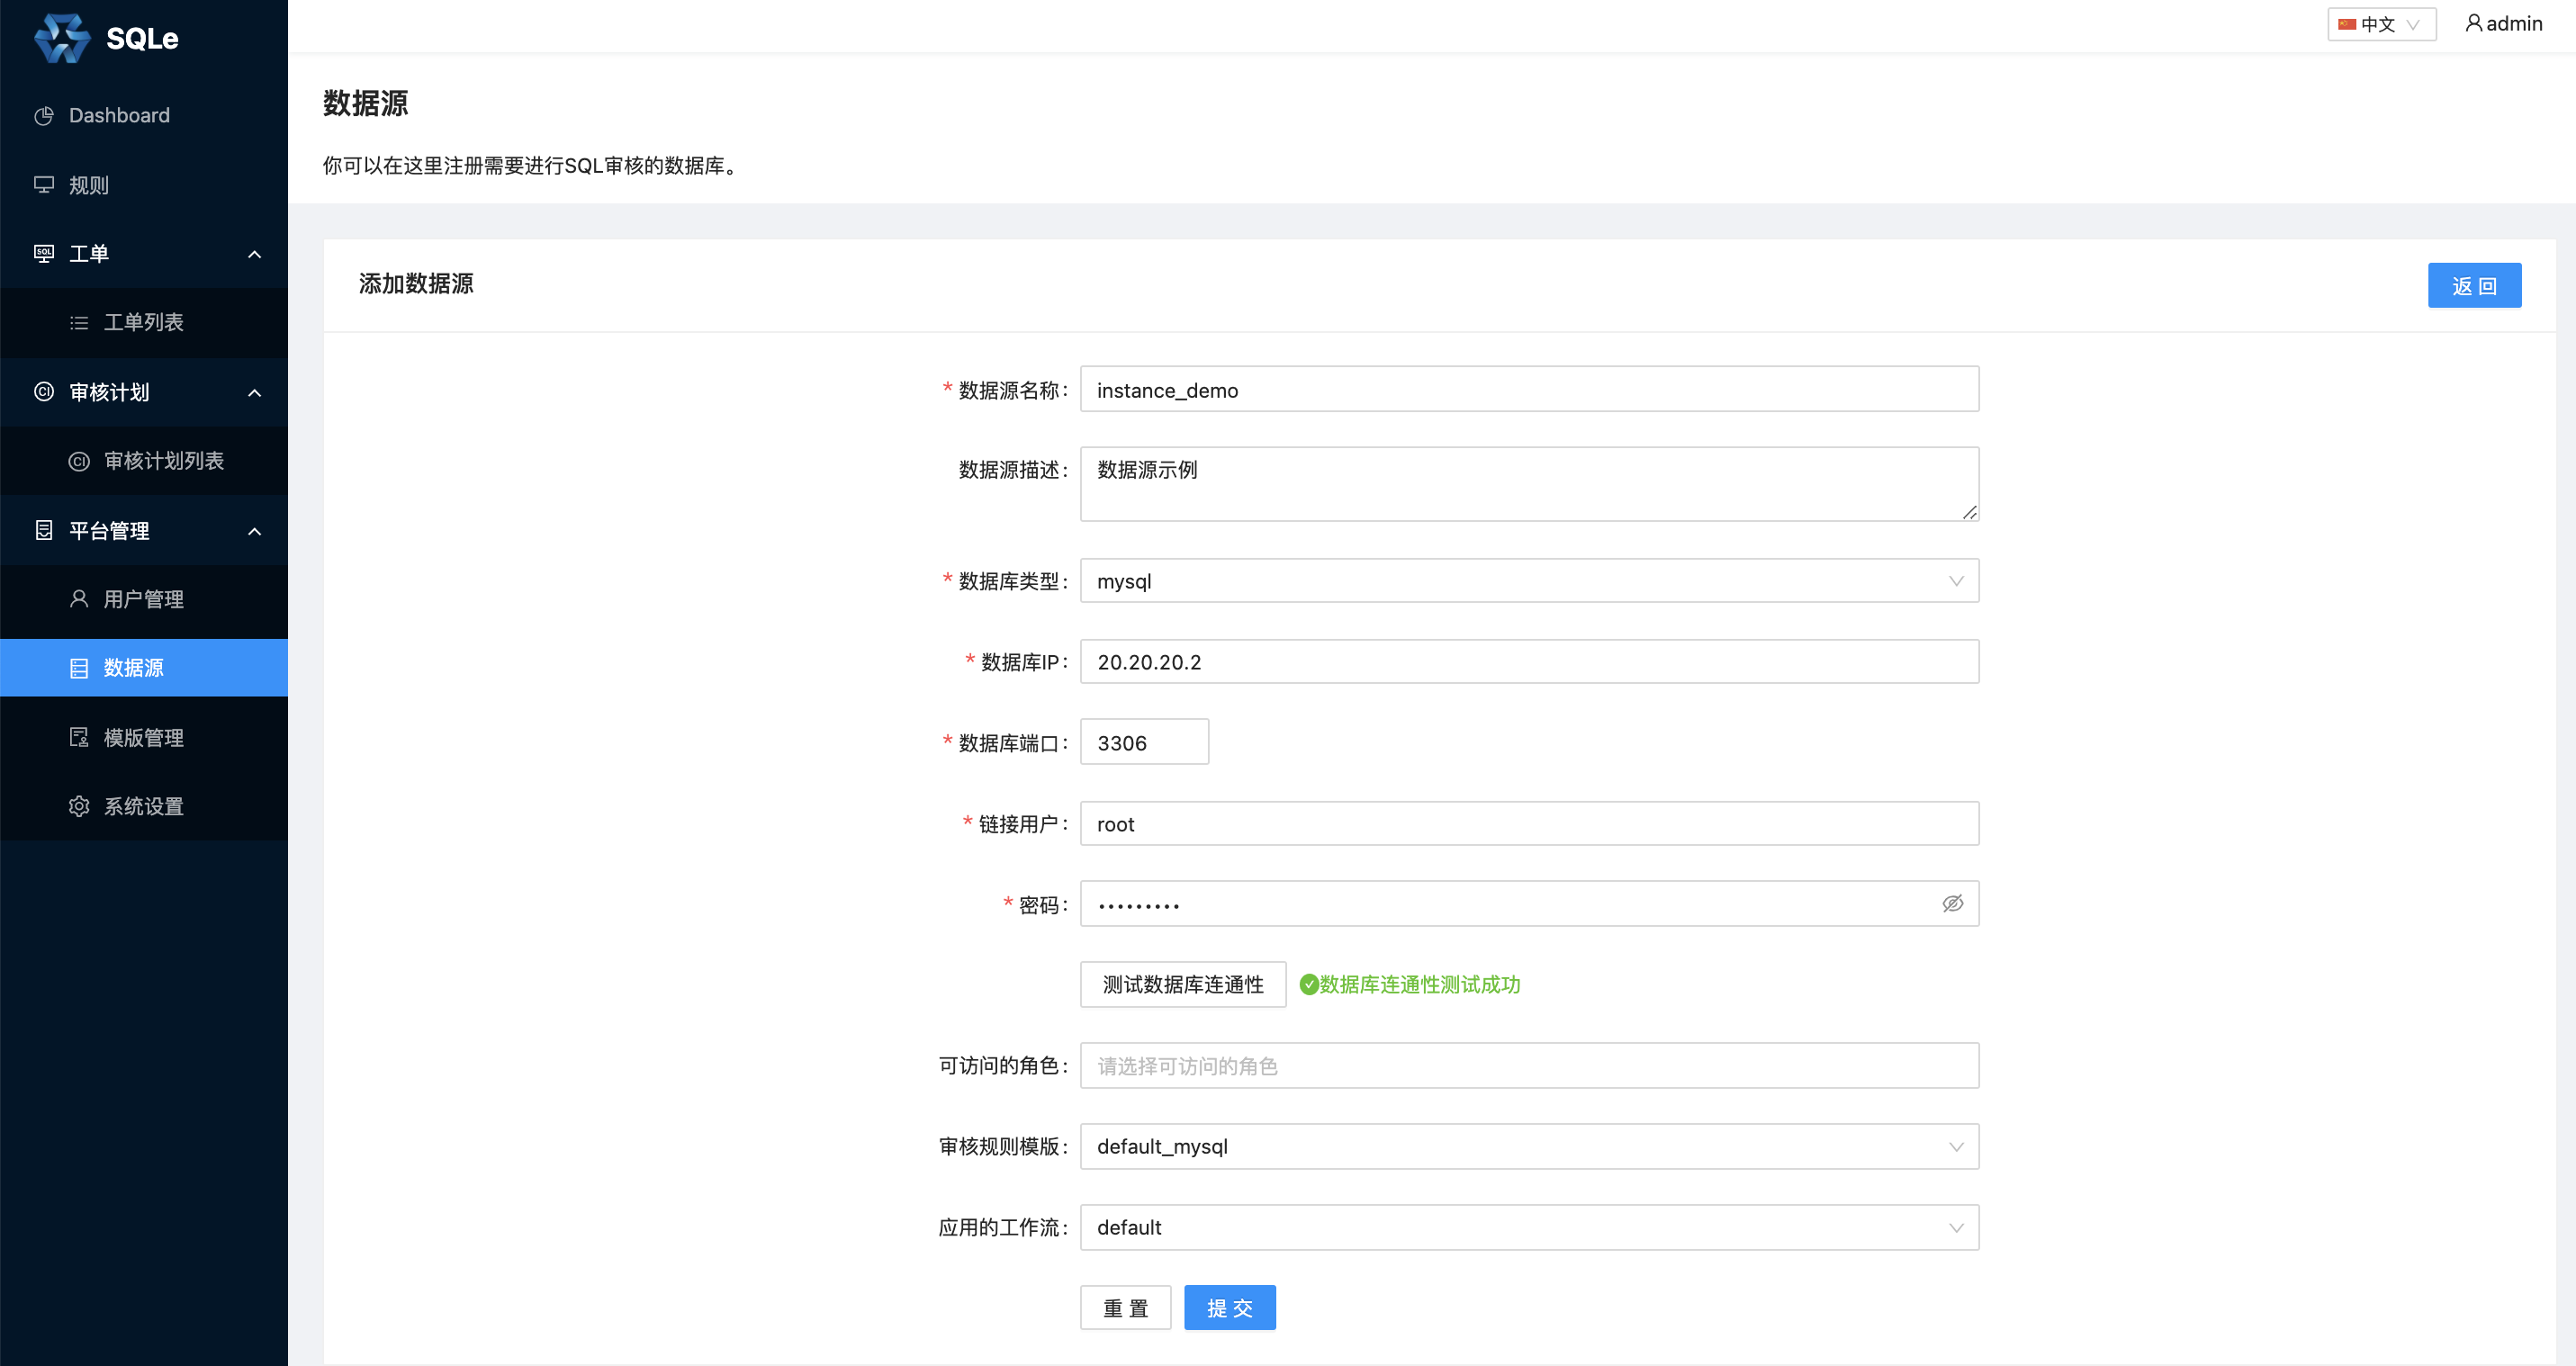 SQLe
中文
admin
Dashboard
规则
工单
工单列表
审核计划
审核计划列表
平台管理
用户管理
数据源
模版管理
系统设置
数据源
你可以在这里注册需要进行SQL审核的数据库。
添加数据源
返 回
* 数据源名称: instance_demo
数据源描述: 数据源示例
* 数据库类型: mysql
* 数据库IP: 20.20.20.2
* 数据库端口: 3306
* 链接用户: root
* 密码: •••••••••
测试数据库连通性 数据库连通性测试成功
可访问的角色: 请选择可访问的角色
审核规则模版: default_mysql
应用的工作流: default
重 置 提 交